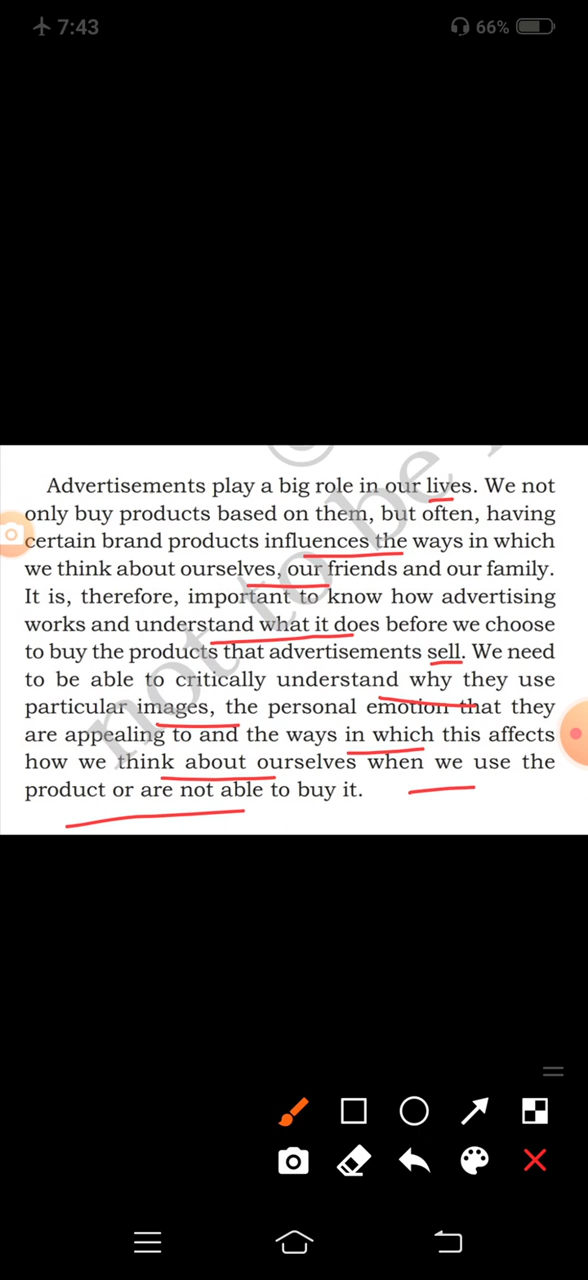 7:43
66%
Advertisements play a big role in our lives. We not
only buy products based on them, but often, having
certain brand products influences the ways in which
we think about ourselves, our friends and our family.
It is, therefore, important to know how advertising
works and understand what it does before we choose
to buy the products that advertisements sell. We need
to be able to critically understand why they use
particular images, the personal emotion that they
are appealing to and the ways in which this affects
how we think about ourselves when we use the
product or are not able to buy it.
not to be